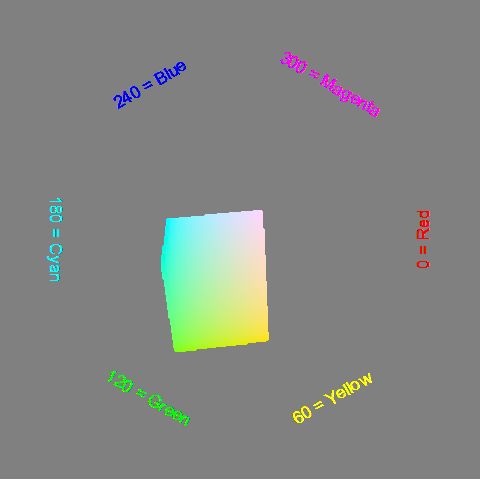 240 = Blue
300 = Magenta
180 = Cyan
0 = Red
120 = Green
60 = Yellow